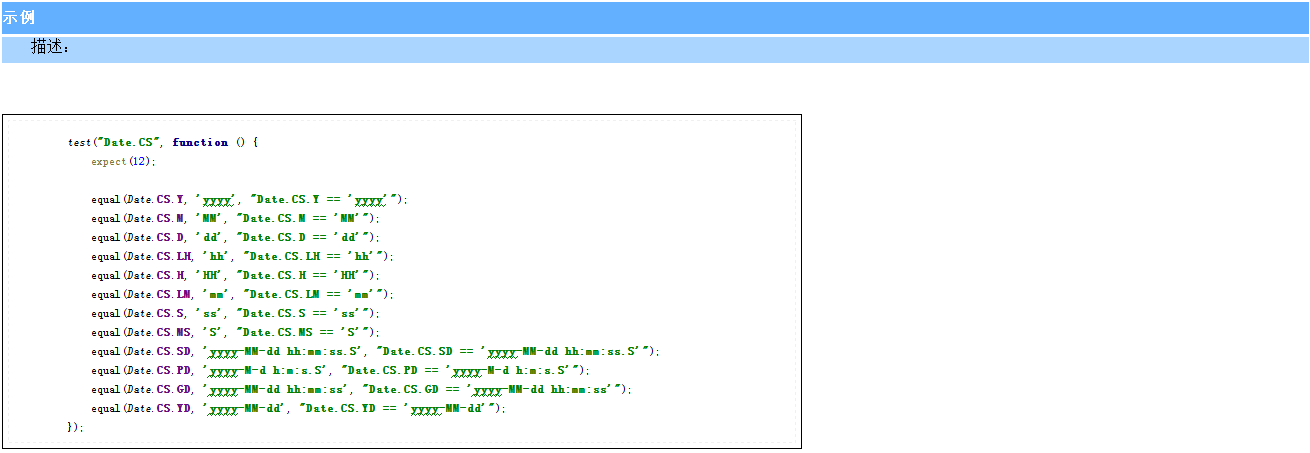 示例
描述：
test("Date.CS", function () {
expect(12);
equal(Date.CS.Y, 'yyyy', "Date.CS.Y == 'yyyy'");
equal(Date.CS.M, 'MM', "Date.CS.M == 'MM'");
equal(Date.CS.D, 'dd', "Date.CS.D == 'dd'");
equal(Date.CS.LH, 'hh', "Date.CS.LH == 'hh'");
equal(Date.CS.H, 'HH', "Date.CS.H == 'HH'");
equal(Date.CS.LM, 'mm', "Date.CS.LM == 'mm'");
equal(Date.CS.S, 'ss', "Date.CS.S == 'ss'");
equal(Date.CS.MS, 'S', "Date.CS.MS == 'S'");
equal(Date.CS.SD, 'yyyy-MM-dd hh:mm:ss.S', "Date.CS.SD == 'yyyy-MM-dd hh:mm:ss.S'");
equal(Date.CS.PD, 'yyyy-M-d h:m:s.S', "Date.CS.PD == 'yyyy-M-d h:m:s.S'");
equal(Date.CS.GD, 'yyyy-MM-dd hh:mm:ss', "Date.CS.GD == 'yyyy-MM-dd hh:mm:ss'");
equal(Date.CS.YD, 'yyyy-MM-dd', "Date.CS.YD == 'yyyy-MM-dd'");
});